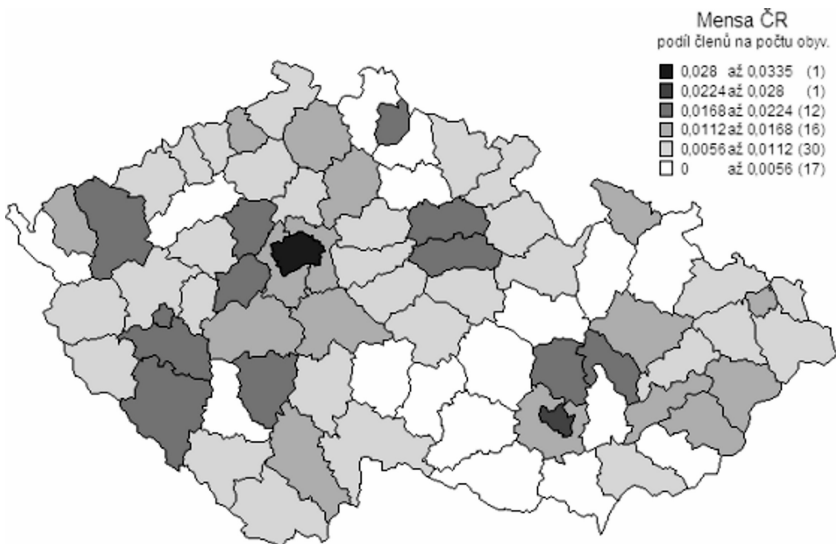 Mensa ČR
podíl členů na počtu obyv.
0,028 až 0,0335 (1)
0,0224 až 0,028 (1)
0,0168 až 0,0224 (12)
0,0112 až 0,0168 (16)
0,0056 až 0,0112 (30)
0 až 0,0056 (17)